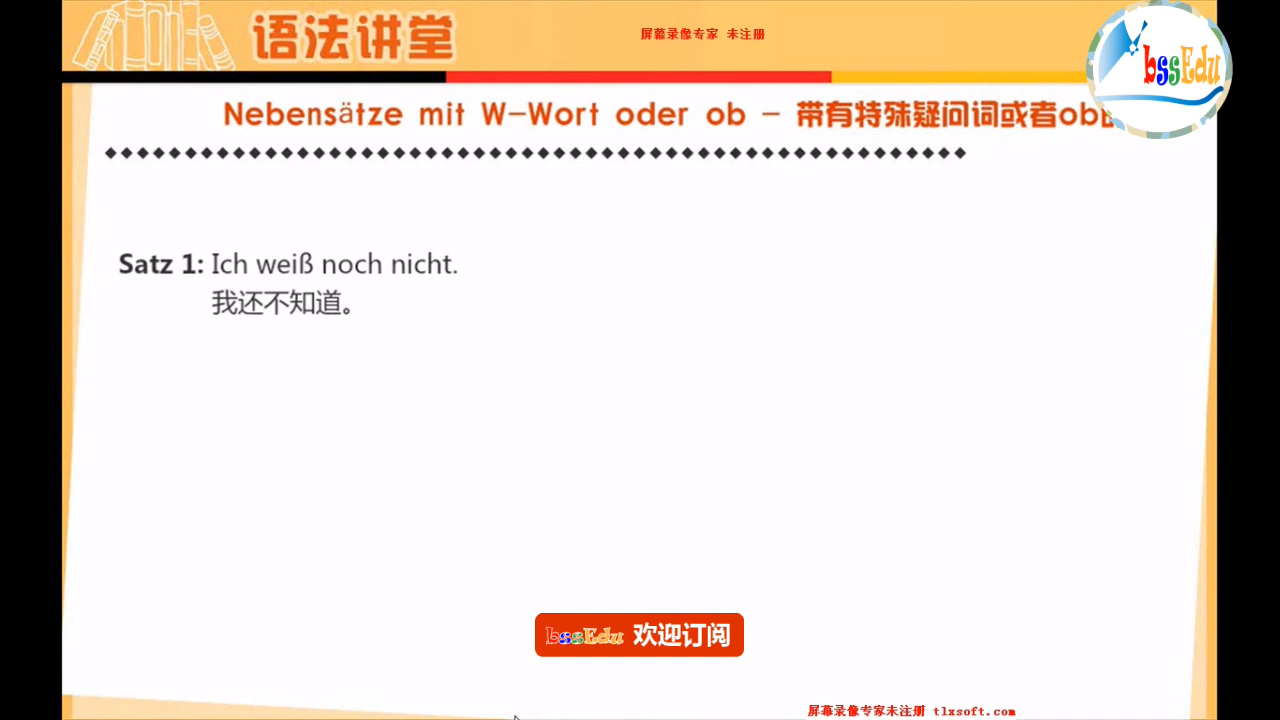 语法讲堂
屏幕录像专家 未注册
bssEdu
Nebensätze mit W-Wort oder ob - 带有特殊疑问词或者ob
Satz 1: Ich weiß noch nicht.
我还不知道。
bssEdu 欢迎订阅
屏幕录像专家未注册 tlxsoft.com